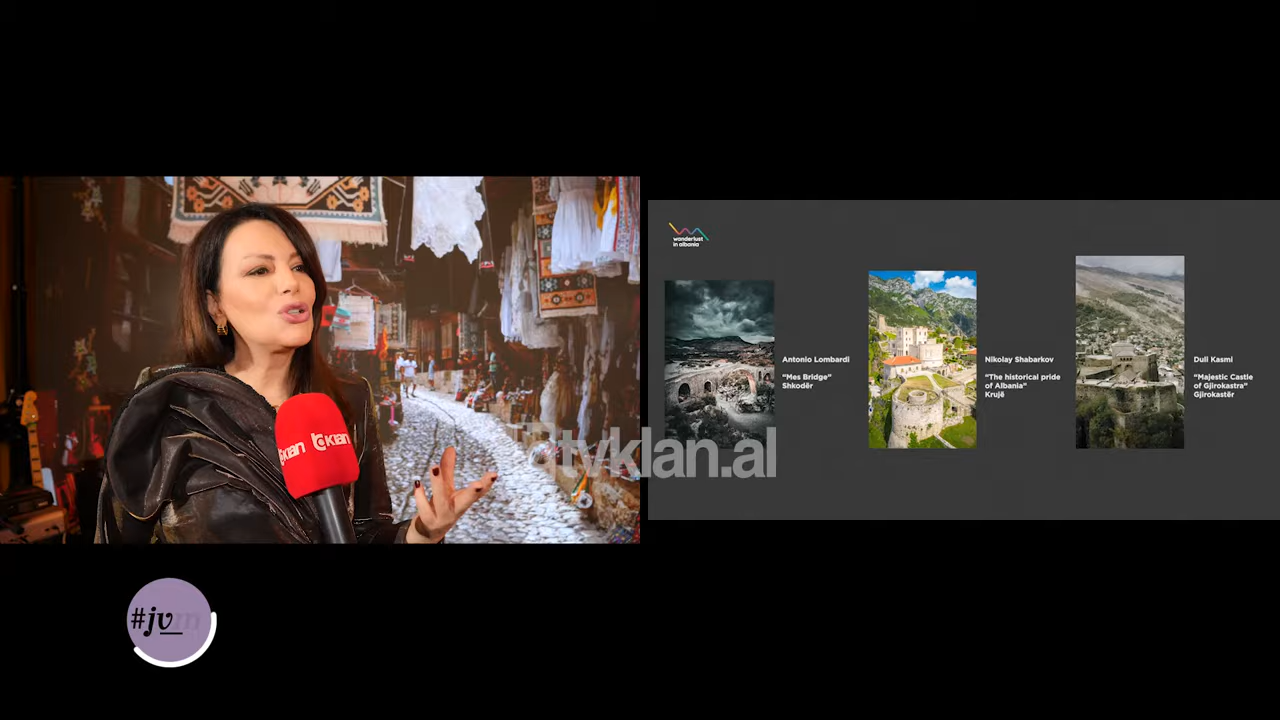 klan
klan
wanderlust
in albania
Antonio Lombardi
"Mes Bridge"
Shkodër
Nikolay Shabarkov
"The historical pride
of Albania"
Krujë
Duli Kasmi
"Majestic Castle
of Gjirokastra"
Gjirokastër
tvklan.al
#jvm